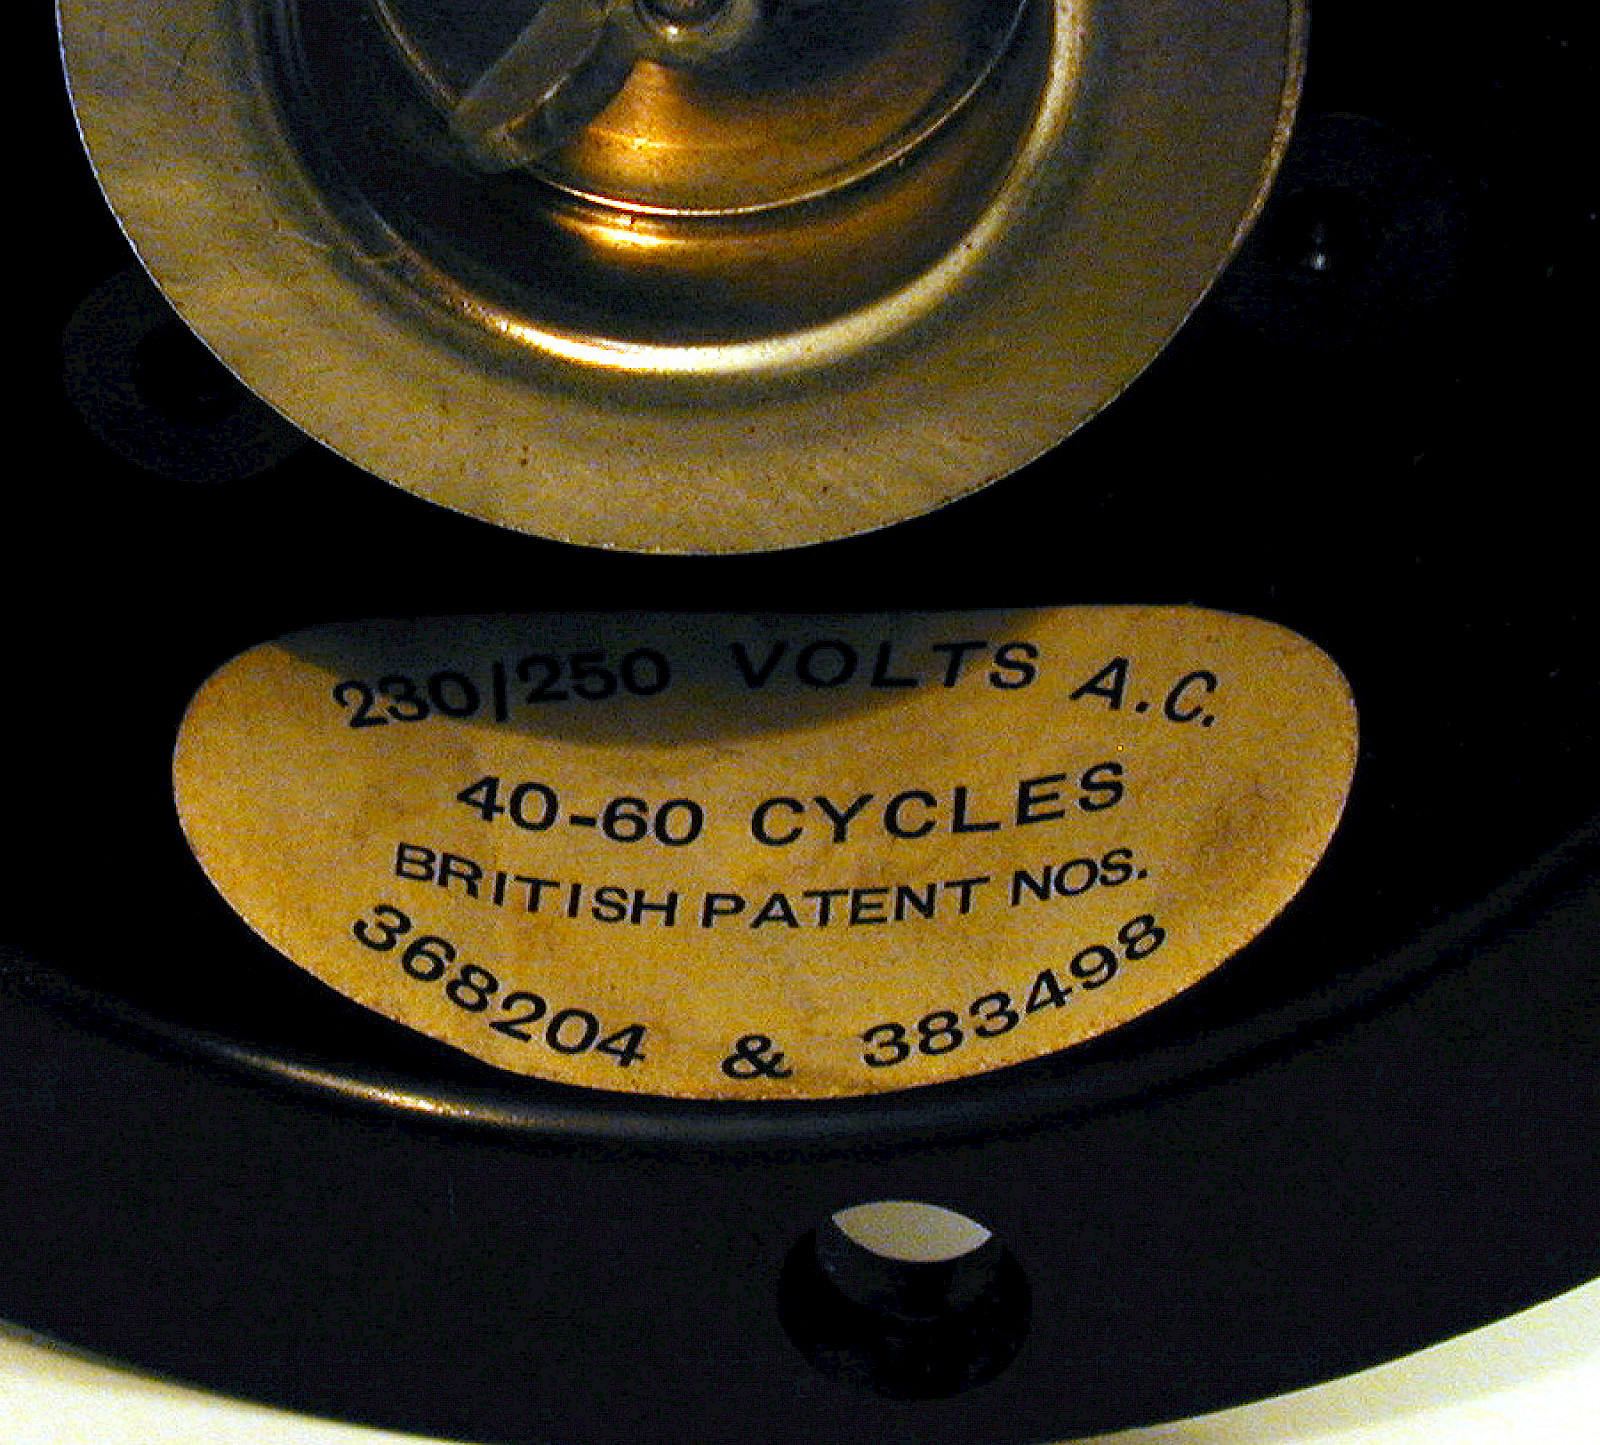 230/250 VOLTS A.C.
40-60 CYCLES
BRITISH PATENT NOS.
368204 & 383498